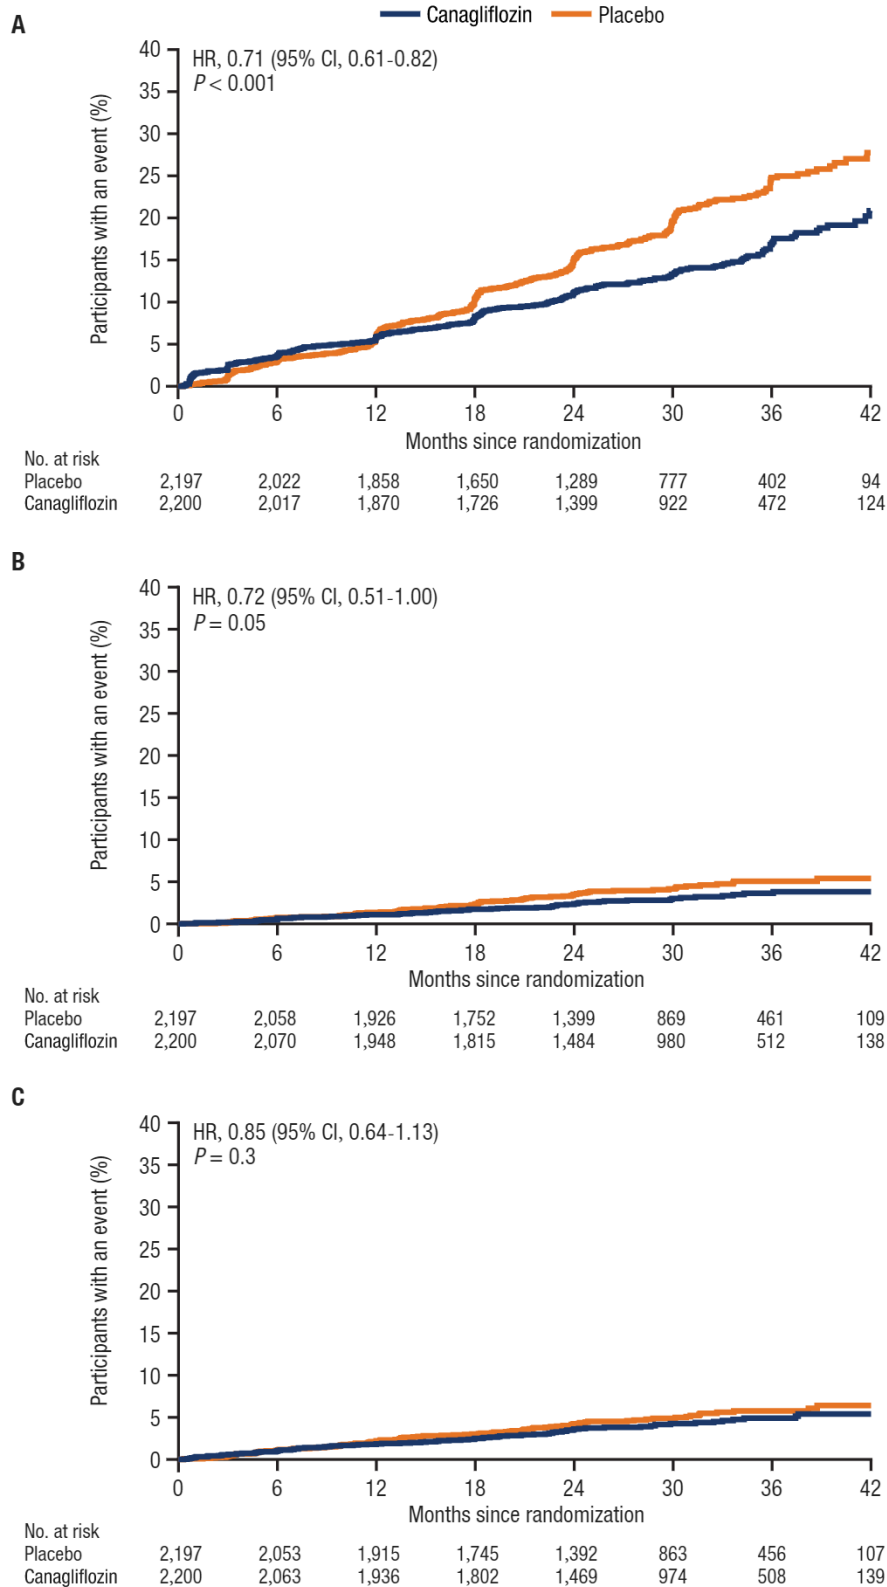 Canagliflozin Placebo
A
HR, 0.71 (95% CI, 0.61-0.82)
P < 0.001
Participants with an event (%)
40
35
30
25
20
15
10
5
0
0 6 12 18 24 30 36 42
Months since randomization
No. at risk
Placebo 2,197 2,022 1,858 1,650 1,289 777 402 94
Canagliflozin 2,200 2,017 1,870 1,726 1,399 922 472 124
B
HR, 0.72 (95% CI, 0.51-1.00)
P = 0.05
Participants with an event (%)
40
35
30
25
20
15
10
5
0
0 6 12 18 24 30 36 42
Months since randomization
No. at risk
Placebo 2,197 2,058 1,926 1,752 1,399 869 461 109
Canagliflozin 2,200 2,070 1,948 1,815 1,484 980 512 138
C
HR, 0.85 (95% CI, 0.64-1.13)
P = 0.3
Participants with an event (%)
40
35
30
25
20
15
10
5
0
0 6 12 18 24 30 36 42
Months since randomization
No. at risk
Placebo 2,197 2,053 1,915 1,745 1,392 863 456 107
Canagliflozin 2,200 2,063 1,936 1,802 1,469 974 508 139